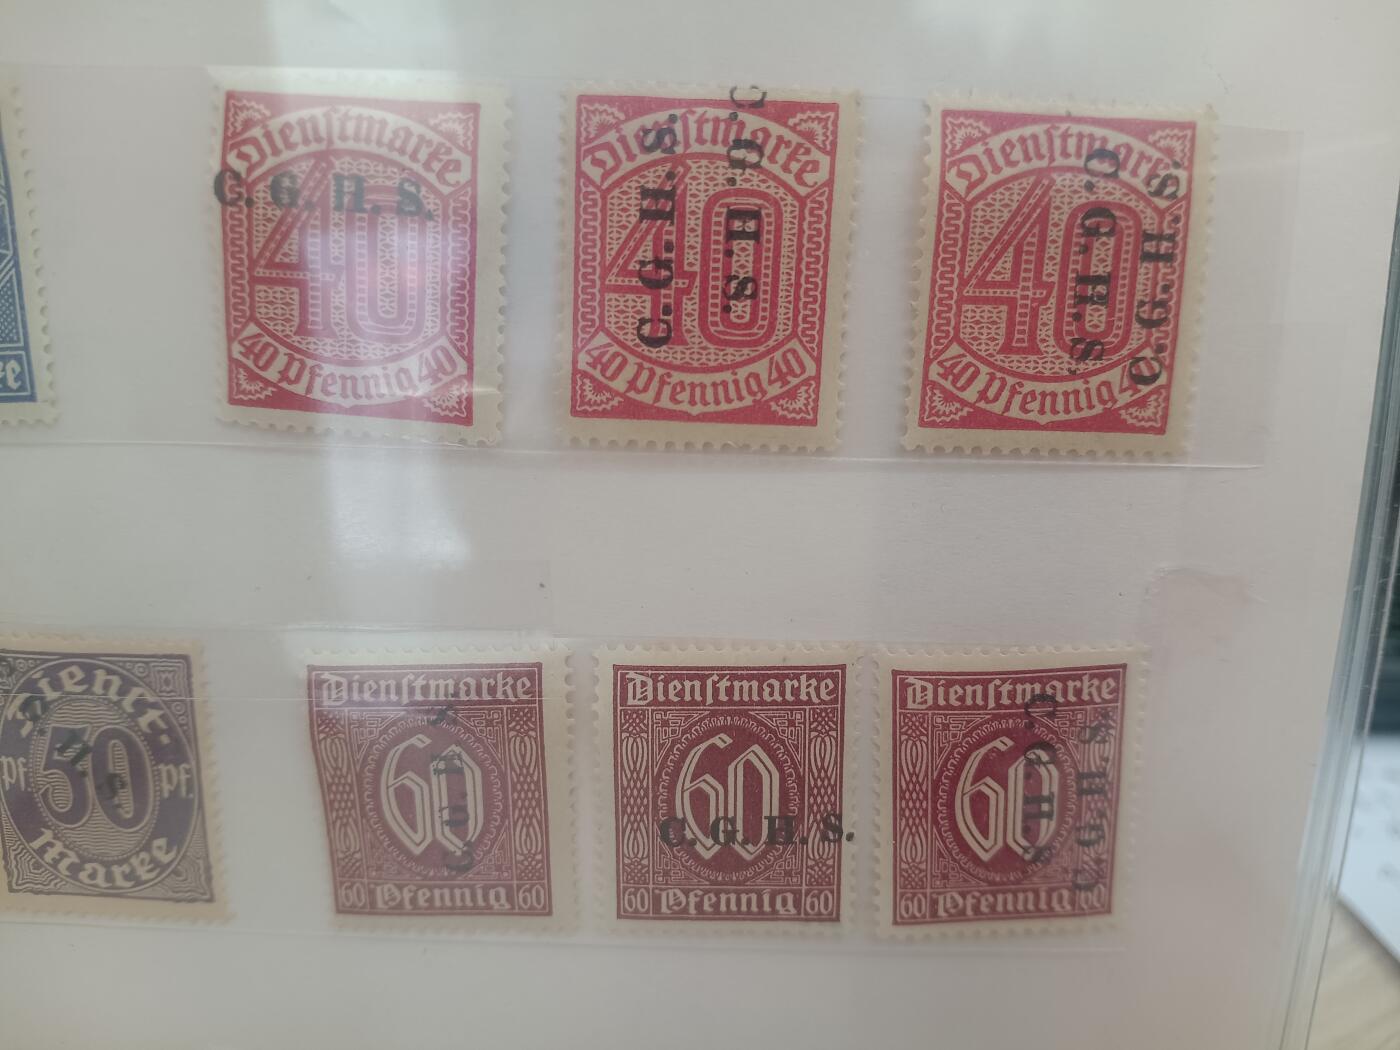 Dienstmarke
C. G. H. S.
40
40 Pfennig 40
Dienstmarke
C. G. H. S.
C. G. H. S.
40
40 Pfennig 40
Dienstmarke
C. G. H. S.
C. G. H. S.
40
40 Pfennig 40
Dienst-
H. S.
Pf 50 Pf
Marke
Dienstmarke
C. G. H. S.
60
60 Pfennig 60
Dienstmarke
60
C. G. H. S.
60 Pfennig 60
Dienstmarke
C. G. H. S.
C. G. H. S.
60
60 Pfennig 60